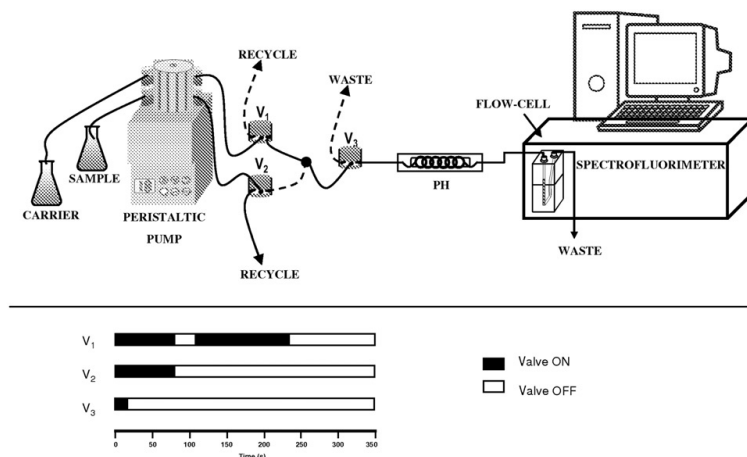 RECYCLE
WASTE
V1
V3
FLOW-CELL
V2
SAMPLE
SPECTROFLUORIMETER
PH
CARRIER
PERISTALTIC
PUMP
WASTE
RECYCLE
V1
V2
V3
Valve ON
Valve OFF
0 50 100 150 200 250 300 350
Time (s)